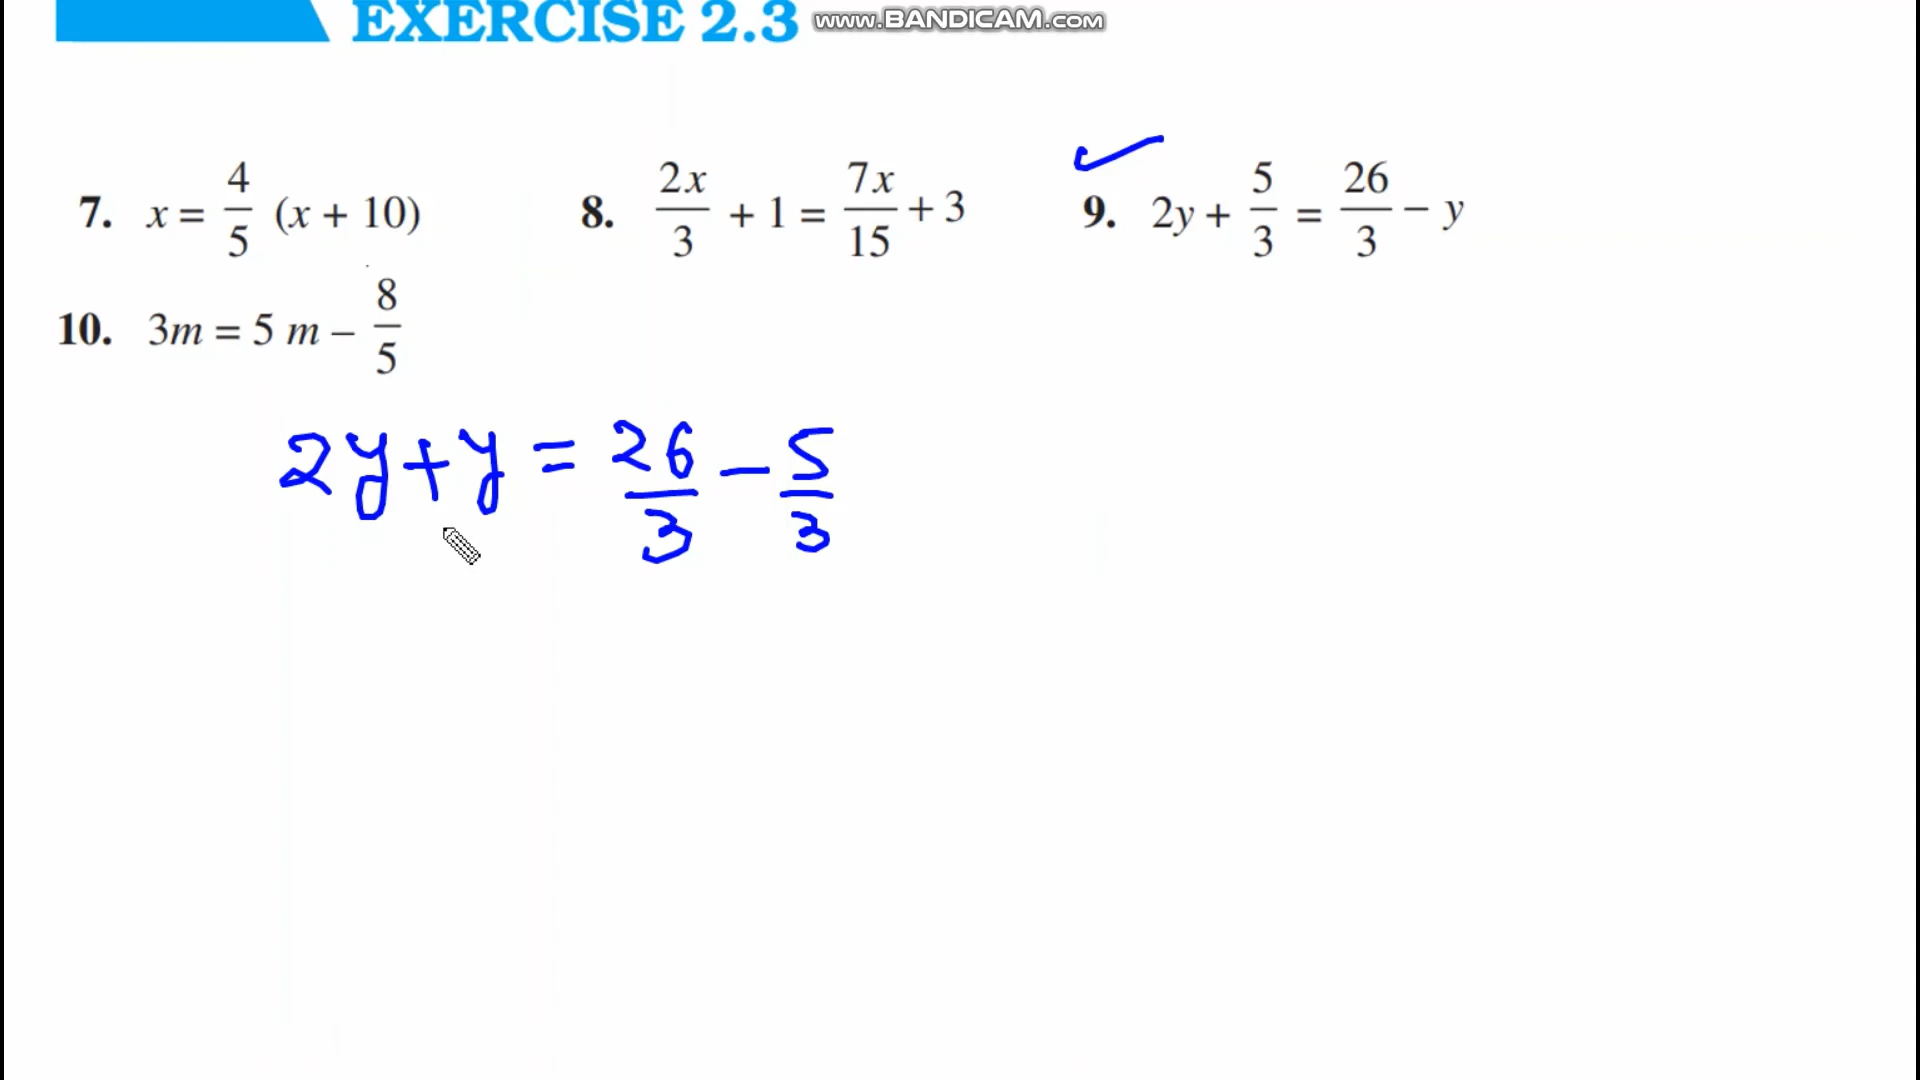 EXERCISE 2.3 www.BANDICAM.com
7. x = 4/5 (x + 10) 8. 2x/3 + 1 = 7x/15 + 3 9. 2y + 5/3 = 26/3 − y
10. 3m = 5 m − 8/5
2y + y = 26/3 − 5/3